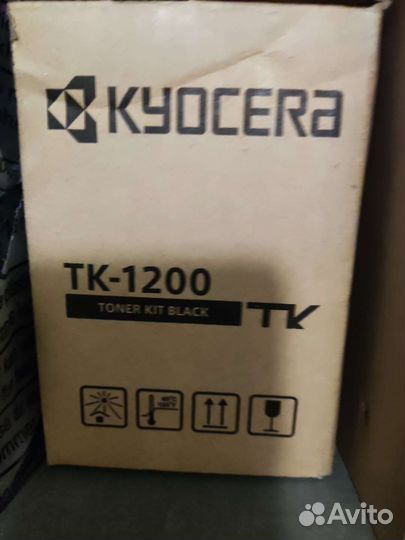 KYOCERa
TK-1200
TONER KIT BLACK
TK
Avito